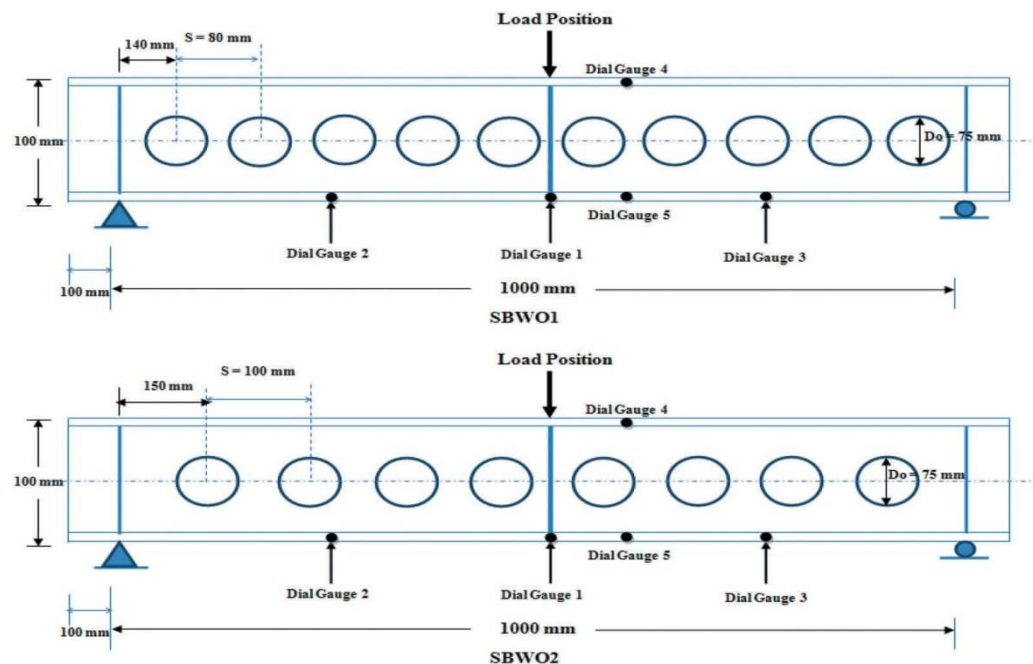 Load Position
S = 80 mm
140 mm
Dial Gauge 4
100 mm
Do = 75 mm
Dial Gauge 5
Dial Gauge 2
Dial Gauge 1
Dial Gauge 3
100 mm
1000 mm
SBWO1
Load Position
S = 100 mm
150 mm
Dial Gauge 4
100 mm
Do = 75 mm
Dial Gauge 5
Dial Gauge 2
Dial Gauge 1
Dial Gauge 3
100 mm
1000 mm
SBWO2